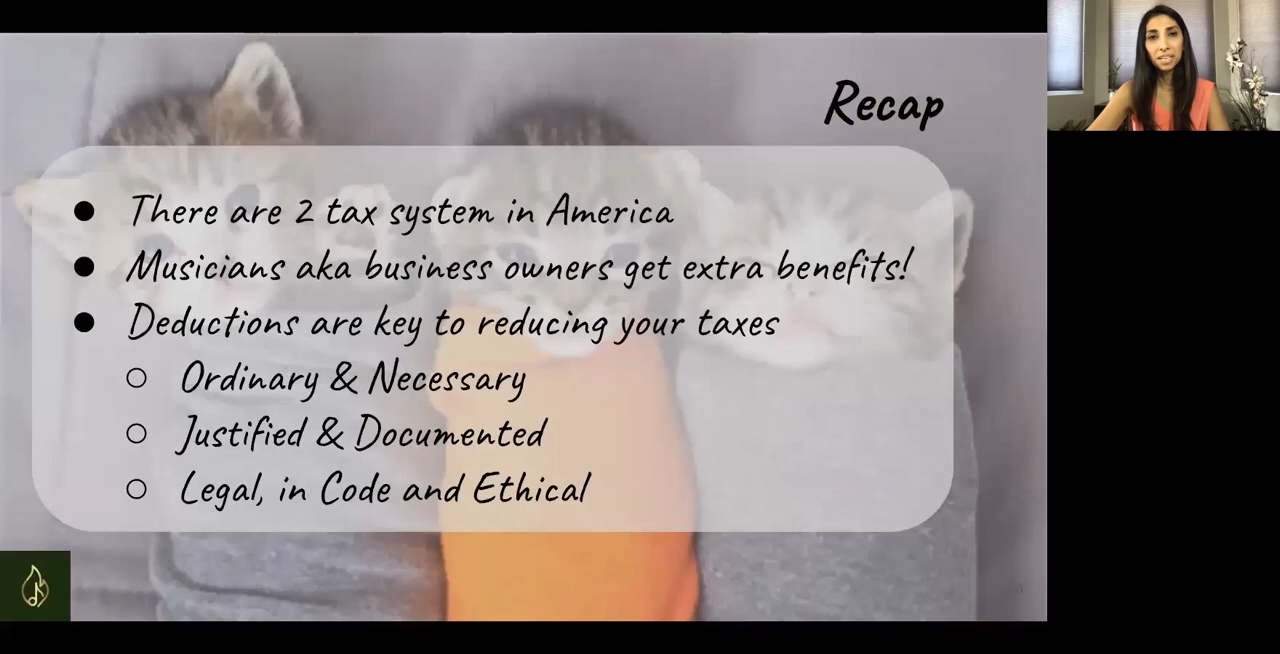 Recap
There are 2 tax system in America
Musicians aka business owners get extra benefits!
Deductions are key to reducing your taxes
Ordinary & Necessary
Justified & Documented
Legal, in Code and Ethical